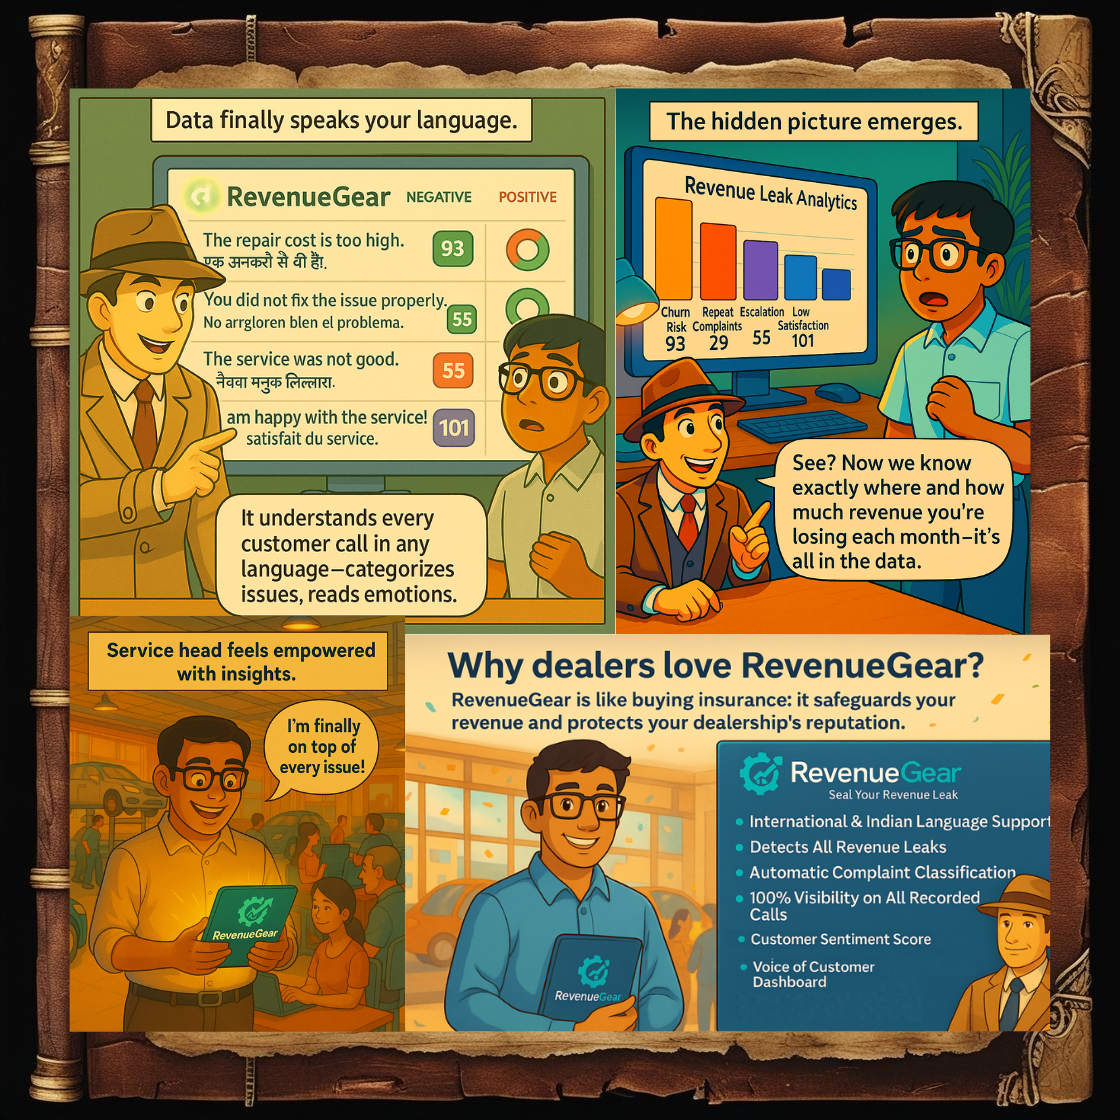 Data finally speaks your language.
RevenueGear NEGATIVE POSITIVE
The repair cost is too high. 93
एक अनकरौ सै वी हैं!.
You did not fix the issue properly.
No arrgloren blen el problema. 55
The service was not good.
नैववा मनुक लिल्लारा. 55
am happy with the service!
satisfait du service. 101
It understands every
customer call in any
language—categorizes
issues, reads emotions.
The hidden picture emerges.
Revenue Leak Analytics
Churn Repeat Escalation Low
Risk Complaints Satisfaction
93 29 55 101
See? Now we know
exactly where and how
much revenue you're
losing each month–it's
all in the data.
Service head feels empowered
with insights.
I'm finally
on top of
every issue!
RevenueGear
Why dealers love RevenueGear?
RevenueGear is like buying insurance: it safeguards your
revenue and protects your dealership's reputation.
RevenueGear
RevenueGear
Seal Your Revenue Leak
International & Indian Language Support
Detects All Revenue Leaks
Automatic Complaint Classification
100% Visibility on All Recorded
Calls
Customer Sentiment Score
Voice of Customer
Dashboard